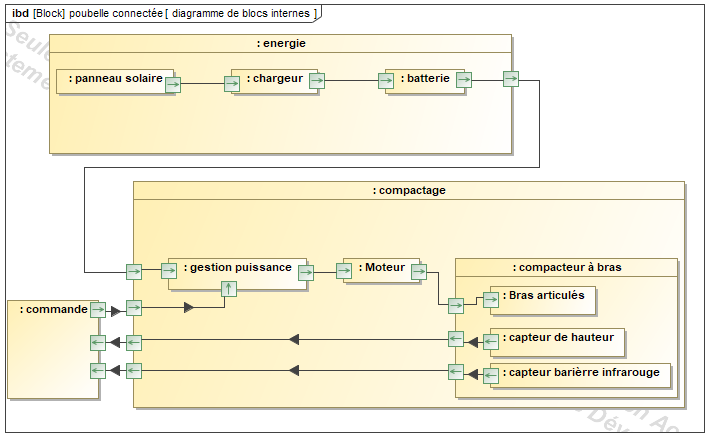 ibd [Block] poubelle connectée [ diagramme de blocs internes ]
Seule
: energie
: panneau solaire
: chargeur
: batterie
: compactage
: gestion puissance
: Moteur
: compacteur à bras
: Bras articulés
: commande
: capteur de hauteur
: capteur barièrre infrarouge